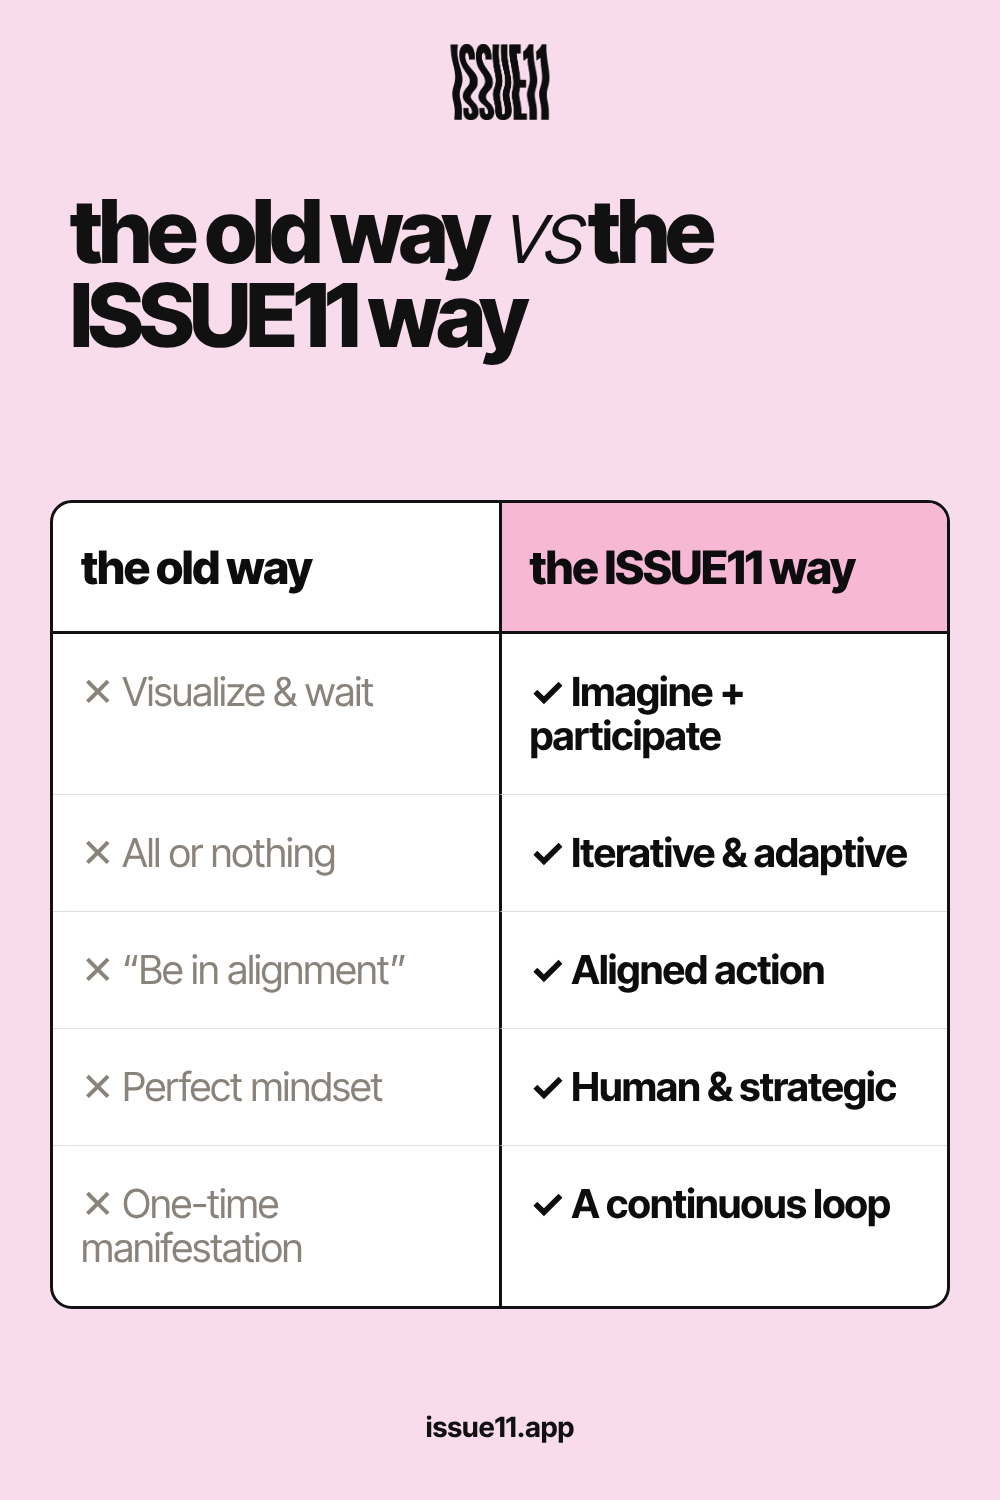 ISSUE11
the old way vs the
ISSUE11 way
the old way
the ISSUE11 way
✕ Visualize & wait
✓ Imagine +
participate
✕ All or nothing
✓ Iterative & adaptive
✕ “Be in alignment”
✓ Aligned action
✕ Perfect mindset
✓ Human & strategic
✕ One-time
manifestation
✓ A continuous loop
issue11.app